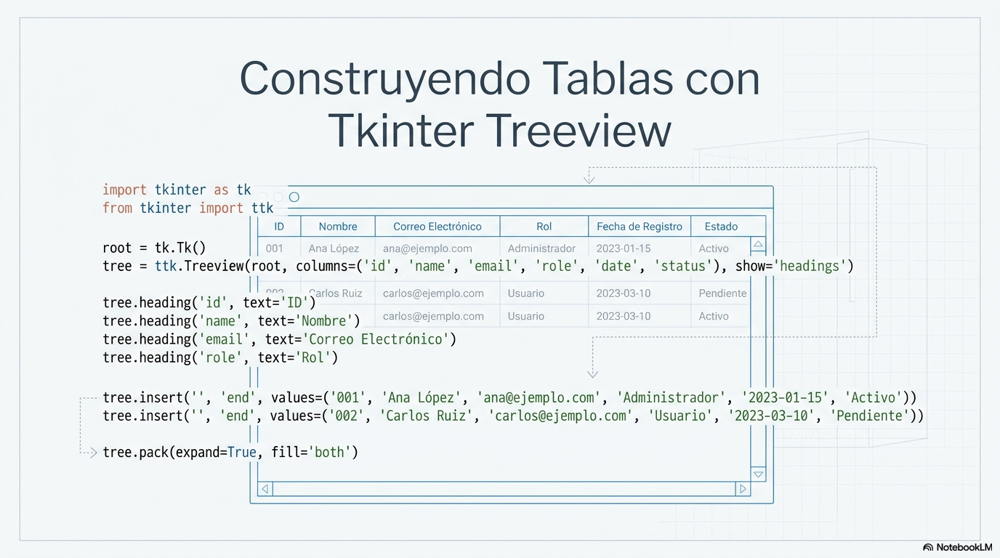 Construyendo Tablas con
Tkinter Treeview
import tkinter as tk
from tkinter import ttk
root = tk.Tk()
tree = ttk.Treeview(root, columns=('id', 'name', 'email', 'role', 'date', 'status'), show='headings')
tree.heading('id', text='ID')
tree.heading('name', text='Nombre')
tree.heading('email', text='Correo Electrónico')
tree.heading('role', text='Rol')
tree.insert('', 'end', values=('001', 'Ana López', 'ana@ejemplo.com', 'Administrador', '2023-01-15', 'Activo'))
tree.insert('', 'end', values=('002', 'Carlos Ruiz', 'carlos@ejemplo.com', 'Usuario', '2023-03-10', 'Pendiente'))
tree.pack(expand=True, fill='both')
ID Nombre Correo Electrónico Rol Fecha de Registro Estado
001 Ana López ana@ejemplo.com Administrador 2023-01-15 Activo
Carlos Ruiz carlos@ejemplo.com Usuario 2023-03-10 Pendiente
carlos@ejemplo.com Usuario 2023-03-10 Activo
NotebookLM